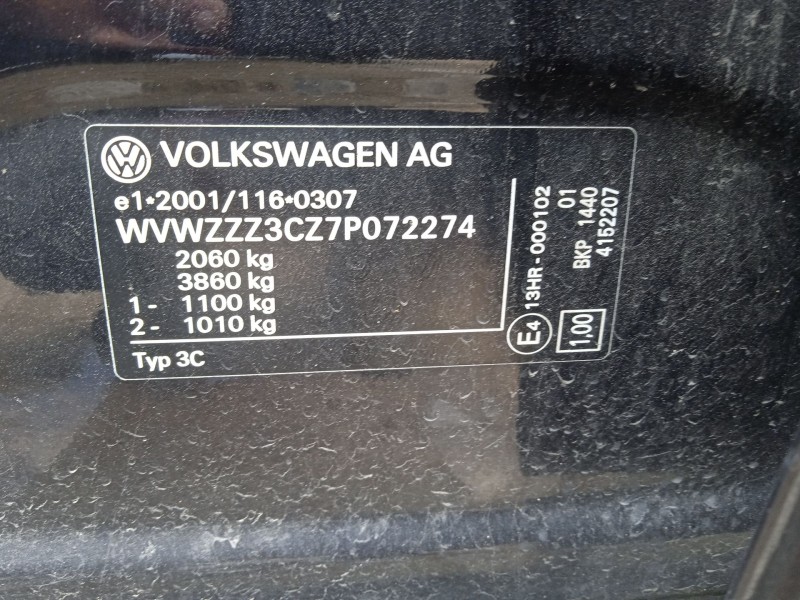 VOLKSWAGEN AG
e1*2001/116*0307
WVWZZZ3CZ7P072274
2060 kg
3860 kg
1- 1100 kg
2- 1010 kg
Typ 3C
E4 13HR-000102
01
BKP 1440
4152207
1.00